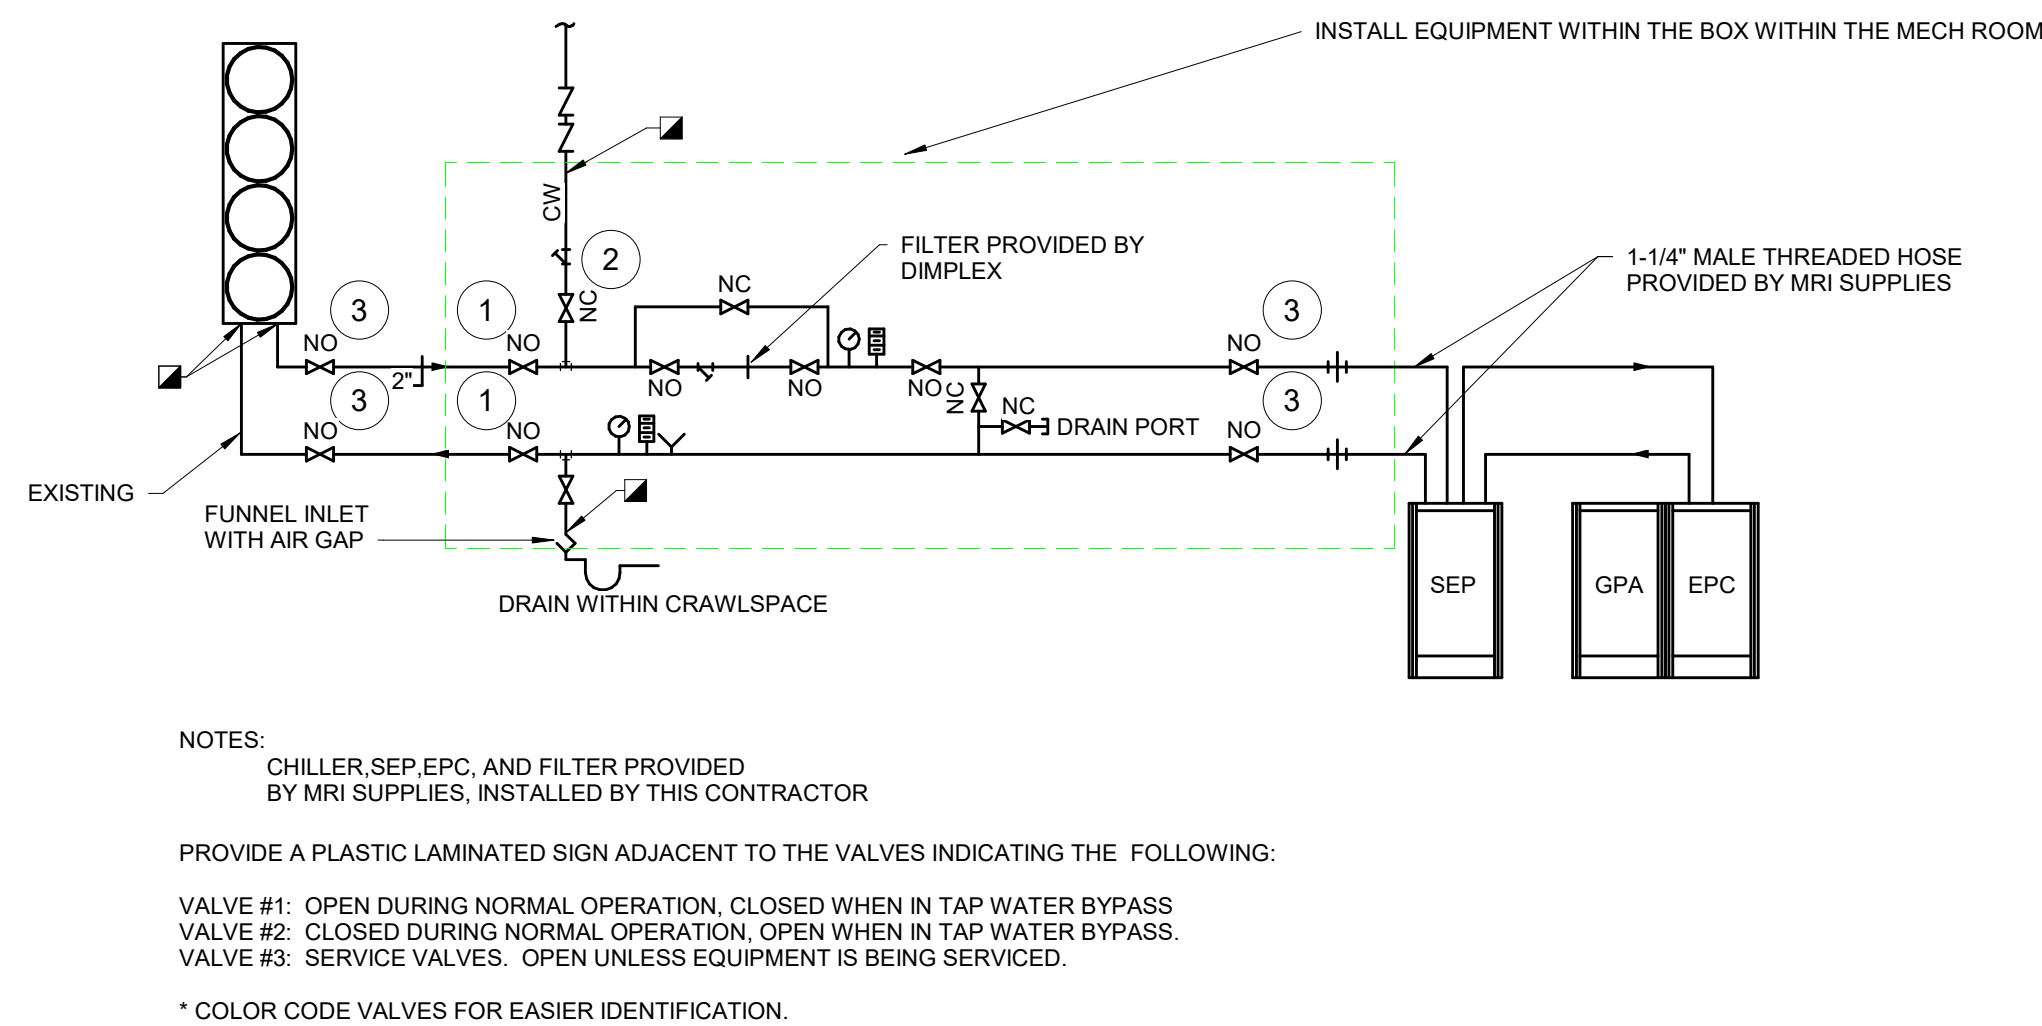 INSTALL EQUIPMENT WITHIN THE BOX WITHIN THE MECH ROOM
CW
2
FILTER PROVIDED BY
DIMPLEX
1-1/4" MALE THREADED HOSE
PROVIDED BY MRI SUPPLIES
NC
NC
3
1
3
NO
NO
NO
2"
NO
NO
NO
NC
3
1
3
NC
DRAIN PORT
NO
NO
NO
EXISTING
FUNNEL INLET
WITH AIR GAP
DRAIN WITHIN CRAWLSPACE
SEP
GPA
EPC
NOTES:
CHILLER,SEP,EPC, AND FILTER PROVIDED
BY MRI SUPPLIES, INSTALLED BY THIS CONTRACTOR
PROVIDE A PLASTIC LAMINATED SIGN ADJACENT TO THE VALVES INDICATING THE FOLLOWING:
VALVE #1: OPEN DURING NORMAL OPERATION, CLOSED WHEN IN TAP WATER BYPASS
VALVE #2: CLOSED DURING NORMAL OPERATION, OPEN WHEN IN TAP WATER BYPASS.
VALVE #3: SERVICE VALVES. OPEN UNLESS EQUIPMENT IS BEING SERVICED.
* COLOR CODE VALVES FOR EASIER IDENTIFICATION.